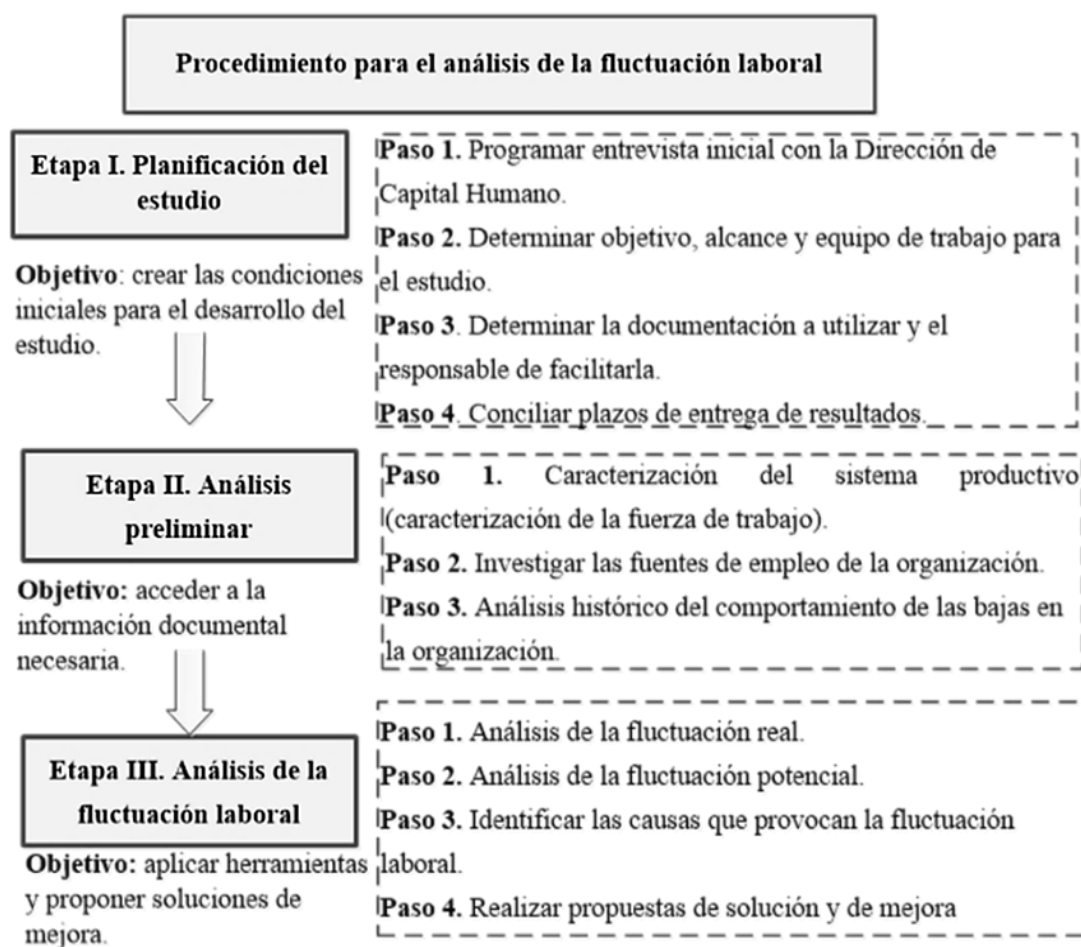 Procedimiento para el análisis de la fluctuación laboral
Etapa I. Planificación del
estudio
Objetivo: crear las condiciones
iniciales para el desarrollo del
estudio.
Paso 1. Programar entrevista inicial con la Dirección de
Capital Humano.
Paso 2. Determinar objetivo, alcance y equipo de trabajo para
el estudio.
Paso 3. Determinar la documentación a utilizar y el
responsable de facilitarla.
Paso 4. Conciliar plazos de entrega de resultados.
Etapa II. Análisis
preliminar
Objetivo: acceder a la
información documental
necesaria.
Paso 1. Caracterización del sistema productivo
(caracterización de la fuerza de trabajo).
Paso 2. Investigar las fuentes de empleo de la organización.
Paso 3. Análisis histórico del comportamiento de las bajas en
la organización.
Etapa III. Análisis de la
fluctuación laboral
Objetivo: aplicar herramientas
y proponer soluciones de
mejora.
Paso 1. Análisis de la fluctuación real.
Paso 2. Análisis de la fluctuación potencial.
Paso 3. Identificar las causas que provocan la fluctuación
laboral.
Paso 4. Realizar propuestas de solución y de mejora